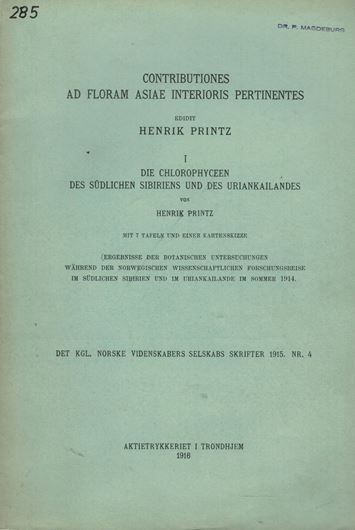 285
DR. P. MAGDEBURG
CONTRIBUTIONES
AD FLORAM ASIAE INTERIORIS PERTINENTES
EDIDIT
HENRIK PRINTZ
I
DIE CHLOROPHYCEEN
DES SÜDLICHEN SIBIRIENS UND DES URIANKAILANDES
VON
HENRIK PRINTZ
MIT 7 TAFELN UND EINER KARTENSKIZZE
(ERGEBNISSE DER BOTANISCHEN UNTERSUCHUNGEN
WÄHREND DER NORWEGISCHEN WISSENSCHAFTLICHEN FORSCHUNGSREISE
IM SÜDLICHEN SIBIRIEN UND IM URIANKAILANDE IM SOMMER 1914.
DET KGL. NORSKE VIDENSKABERS SELSKABS SKRIFTER 1915. NR. 4
AKTIETRYKKERIET I TRONDHJEM
1916